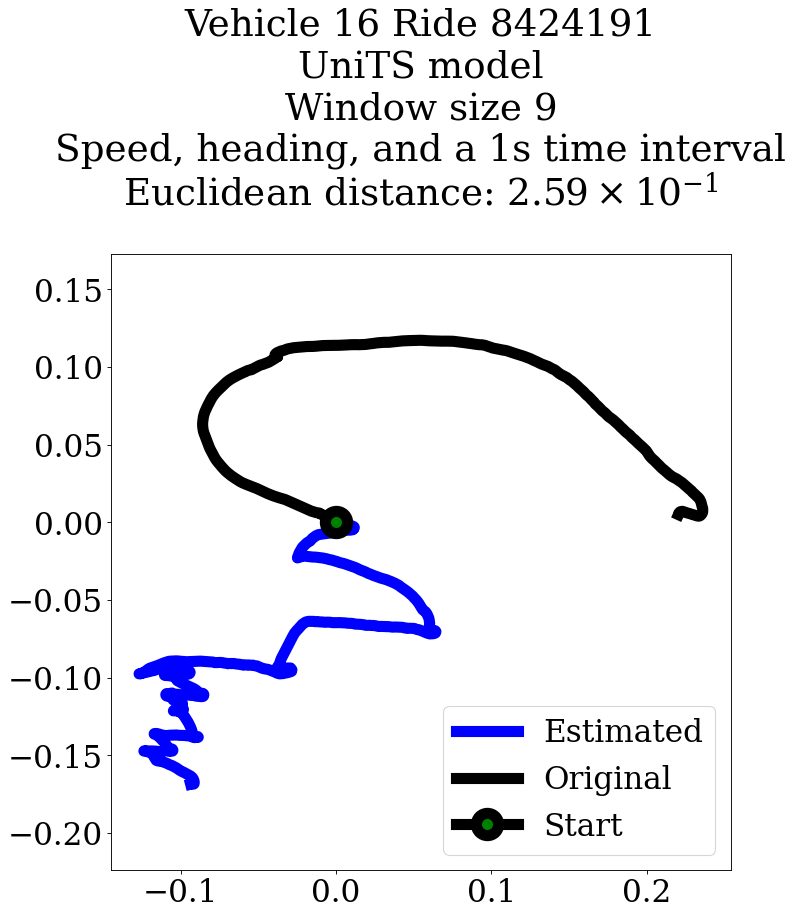 Vehicle 16 Ride 8424191
UniTS model
Window size 9
Speed, heading, and a 1s time interval
Euclidean distance: 2.59 × 10⁻¹
0.15
0.10
0.05
0.00
−0.05
−0.10
−0.15
−0.20
Estimated
Original
Start
−0.1 0.0 0.1 0.2